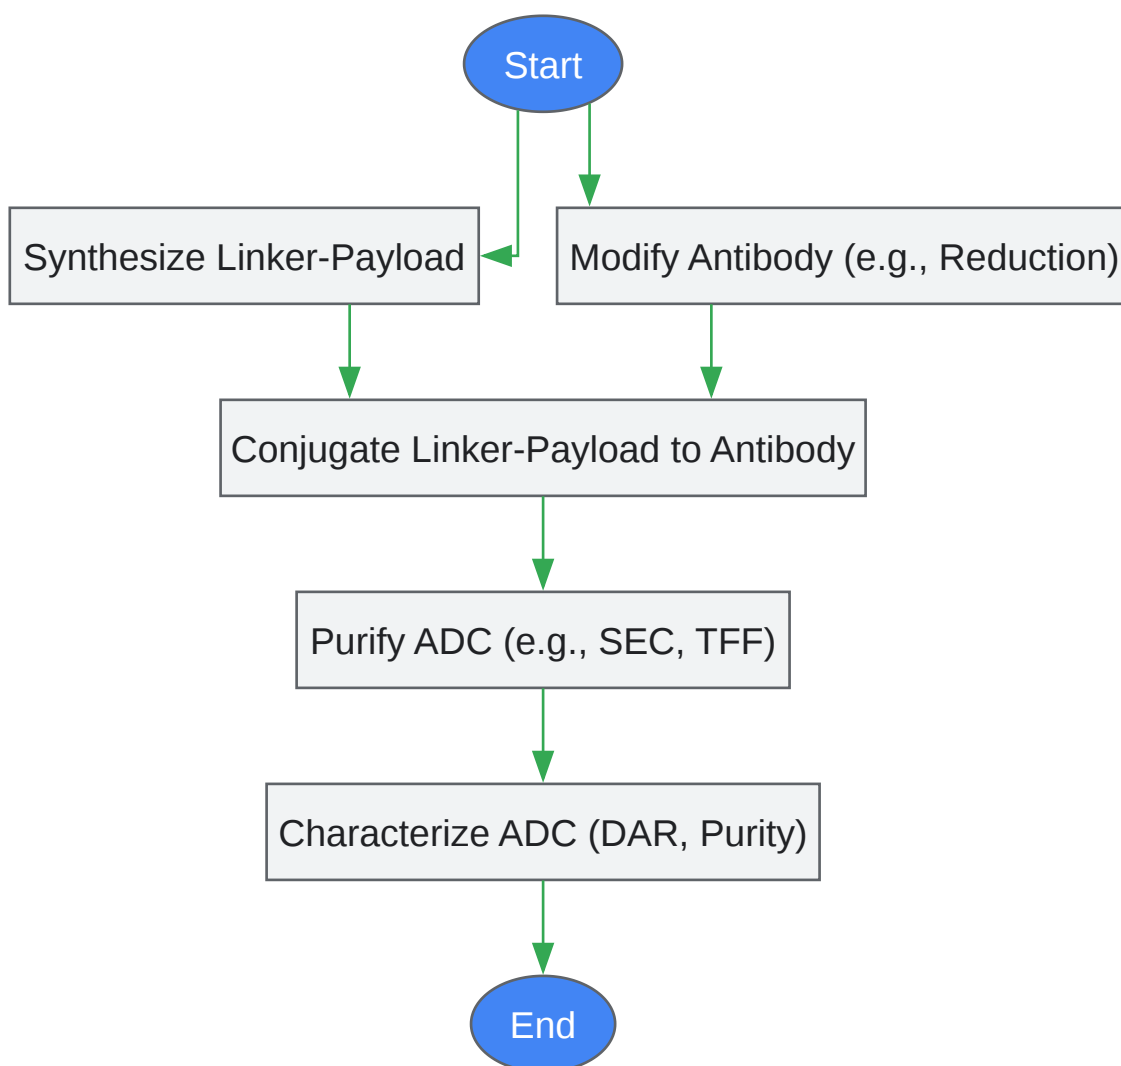 Start
Synthesize Linker-Payload
Modify Antibody (e.g., Reduction)
Conjugate Linker-Payload to Antibody
Purify ADC (e.g., SEC, TFF)
Characterize ADC (DAR, Purity)
End